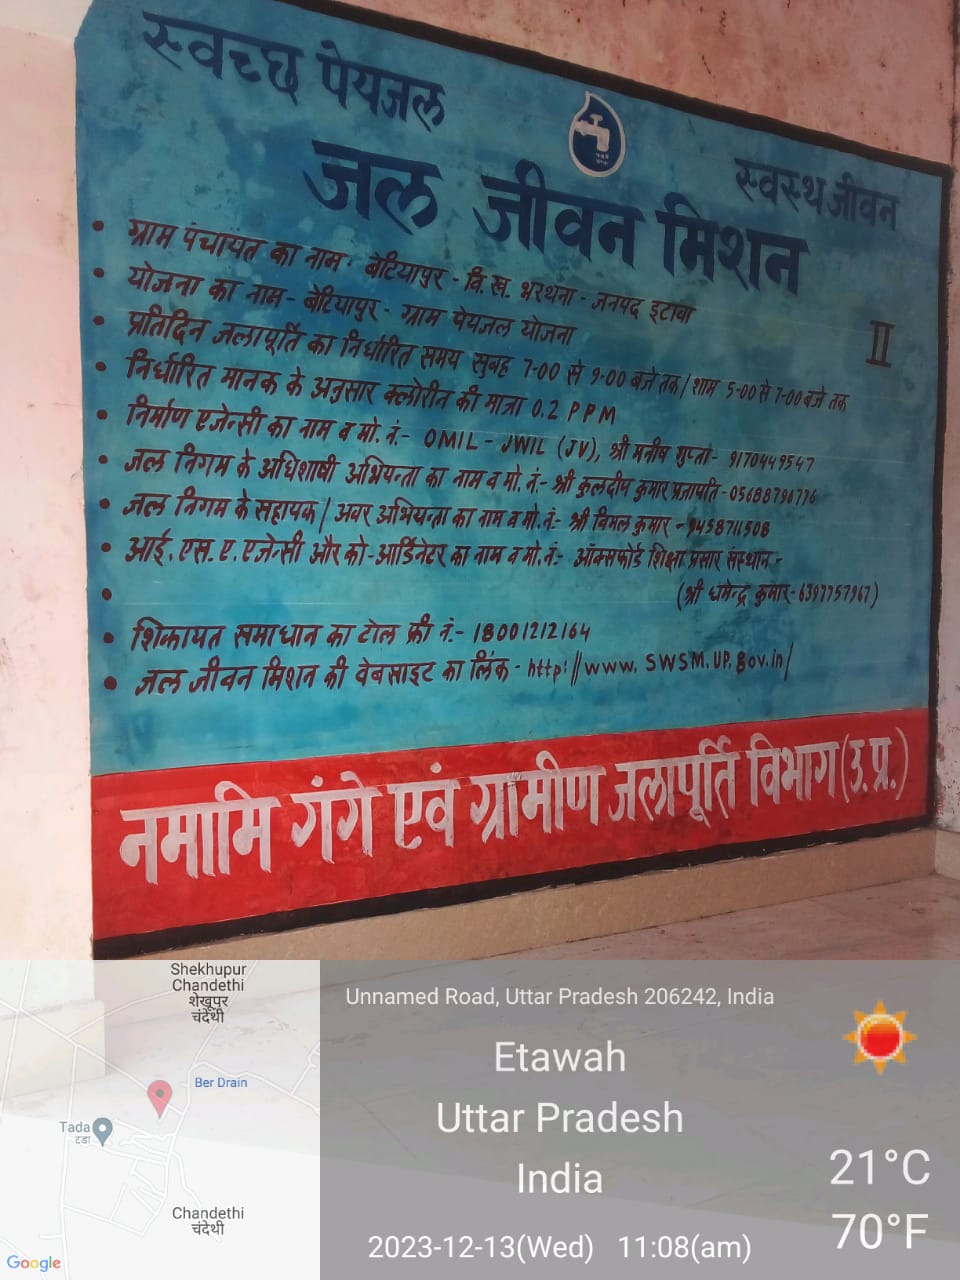 स्वच्छ पेयजल
स्वस्थ जीवन
जल जीवन मिशन
II
• ग्राम पंचायत का नाम- बेटियापुर - वि.ख. भरथना - जनपद इटावा
• योजना का नाम- बेटियापुर - ग्राम पेयजल योजना
• प्रतिदिन जलापूर्ति का निर्धारित समय सुबह 7-00 से 9-00 बजे तक / शाम 5-00 से 7-00 बजे तक
• निर्धारित मानक के अनुसार क्लोरीन की मात्रा 0.2 PPM
• निर्माण एजेन्सी का नाम व मो. नं.- OMIL - JWIL (JV), श्री मनीष गुप्ता- 9170449547
• जल निगम के अधिशाषी अभियन्ता का नाम व मो. नं.- श्री कुलदीप कुमार प्रजापति - 05688796776
• जल निगम के सहायक / अवर अभियन्ता का नाम व मो. नं.- श्री विमल कुमार - 9458711508
• आई. एस. ए. एजेन्सी और को-आर्डिनेटर का नाम व मो. नं.- ऑक्सफोर्ड शिक्षा प्रसार संस्थान -
• (श्री धमेन्द्र कुमार- 6397757967)
• शिकायत समाधान का टोल फ्री नं.- 18001212164
• जल जीवन मिशन की वेबसाइट का लिंक - http://www. SWSM.UP.gov.in/
नमामि गंगे एवं ग्रामीण जलापूर्ति विभाग (उ.प्र.)
Shekhupur
Chandethi
शेखूपुर
चंदेथी
Ber Drain
Tada
टडा
Chandethi
चंदेथी
Google
Unnamed Road, Uttar Pradesh 206242, India
Etawah
Uttar Pradesh
India
2023-12-13(Wed) 11:08(am)
21°C
70°F